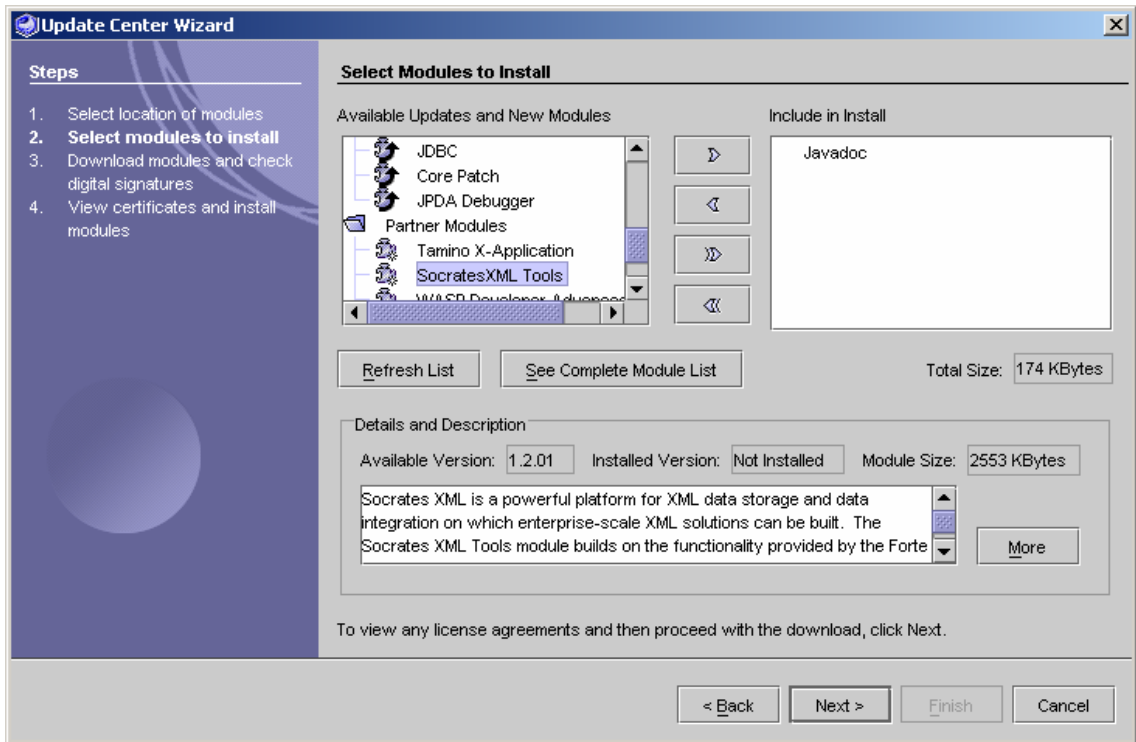 Update Center Wizard
Steps
1. Select location of modules
2. Select modules to install
3. Download modules and check
digital signatures
4. View certificates and install
modules
Select Modules to Install
Available Updates and New Modules
JDBC
Core Patch
JPDA Debugger
Partner Modules
Tamino X-Application
SocratesXML Tools
WASP Developer Advanced
Include in Install
Javadoc
Refresh List
See Complete Module List
Total Size: 174 KBytes
Details and Description
Available Version: 1.2.01 Installed Version: Not Installed Module Size: 2553 KBytes
Socrates XML is a powerful platform for XML data storage and data
integration on which enterprise-scale XML solutions can be built. The
Socrates XML Tools module builds on the functionality provided by the Forte
More
To view any license agreements and then proceed with the download, click Next.
< Back
Next >
Finish
Cancel